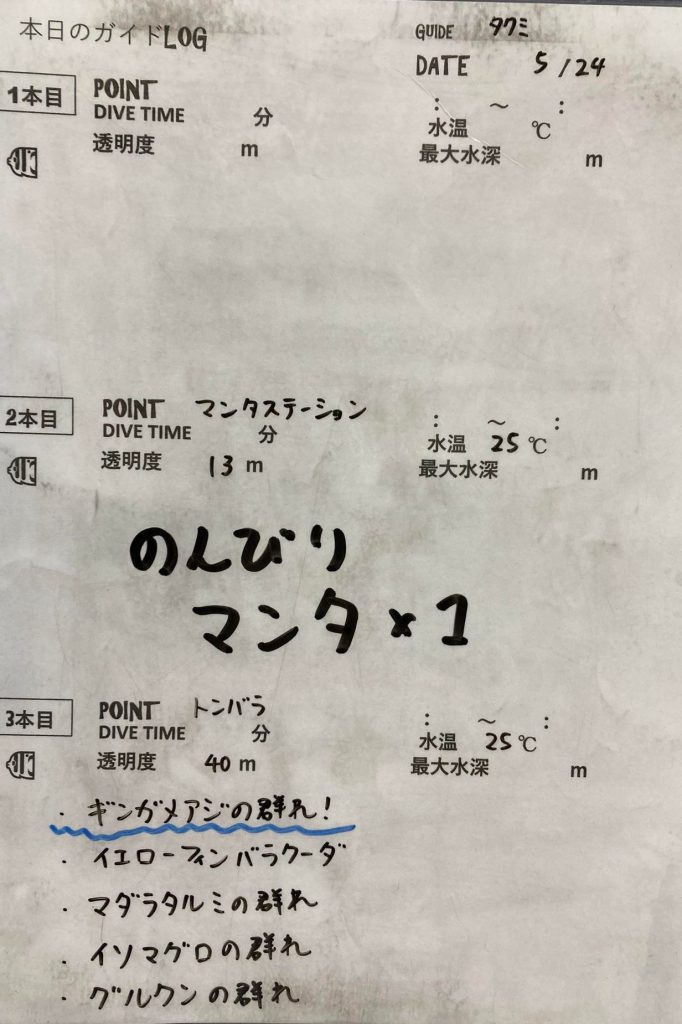 本日のガイドLOG
GUIDE タクミ
DATE 5/24
1本目 POINT
DIVE TIME 分 : ～ :
透明度 m 水温 ℃
最大水深 m
2本目 POINT マンタステーション
DIVE TIME 分 : ～ :
透明度 13 m 水温 25 ℃
最大水深 m
のんびり
マンタ×1
3本目 POINT トンバラ
DIVE TIME 分 : ～ :
透明度 40 m 水温 25 ℃
最大水深 m
・ギンガメアジの群れ!
・イエローフィンバラクーダ
・マダラタルミの群れ
・イソマグロの群れ
・グルクンの群れ